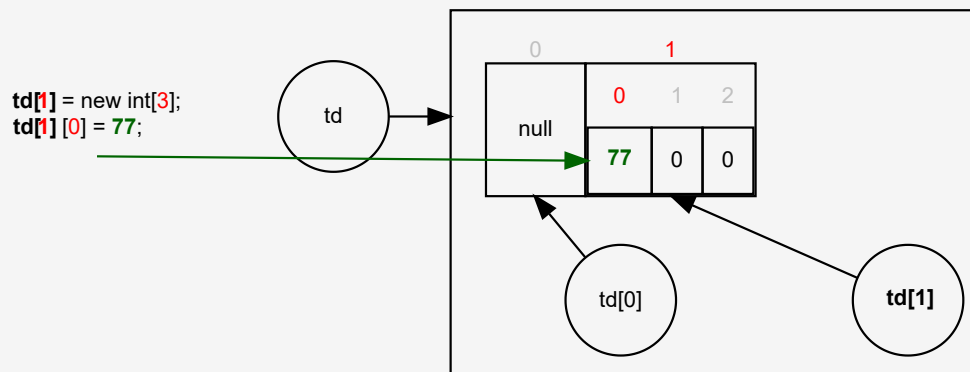 td[1] = new int[3];
td[1] [0] = 77;
td
0
1
null
0
1
2
77
0
0
td[0]
td[1]